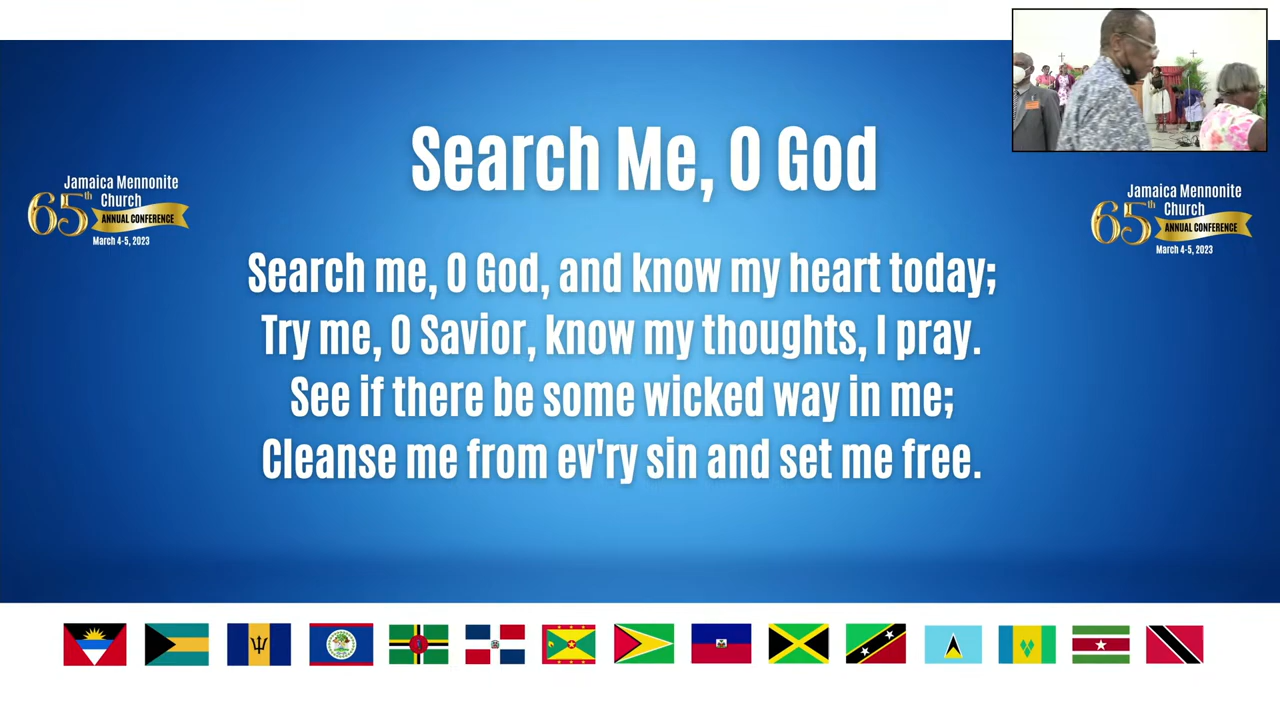 Search Me, O God
Jamaica Mennonite
Church
65th
ANNUAL CONFERENCE
March 4-5, 2023
Jamaica Mennonite
Church
65th
ANNUAL CONFERENCE
March 4-5, 2023
Search me, O God, and know my heart today;
Try me, O Savior, know my thoughts, I pray.
See if there be some wicked way in me;
Cleanse me from ev'ry sin and set me free.